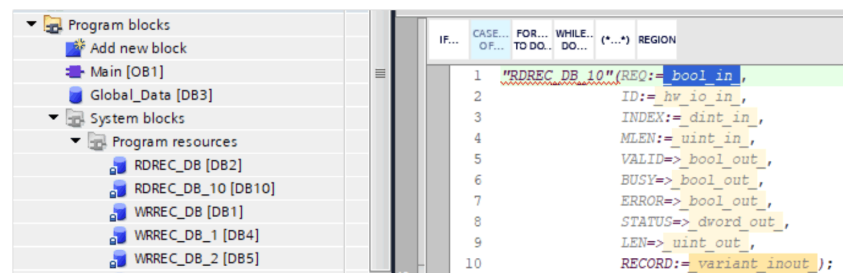 Program blocks
Add new block
Main [OB1]
Global_Data [DB3]
System blocks
Program resources
RDREC_DB [DB2]
RDREC_DB_10 [DB10]
WRREC_DB [DB1]
WRREC_DB_1 [DB4]
WRREC_DB_2 [DB5]
IF... CASE... OF... FOR... TO DO... WHILE... DO... (*...*) REGION
1 "RDREC_DB_10"(REQ:=_bool_in_,
2 ID:=_hw_io_in_,
3 INDEX:=_dint_in_,
4 MLEN:=_uint_in_,
5 VALID=>_bool_out_,
6 BUSY=>_bool_out_,
7 ERROR=>_bool_out_,
8 STATUS=>_dword_out_,
9 LEN=>_uint_out_,
10 RECORD:=_variant_inout_);